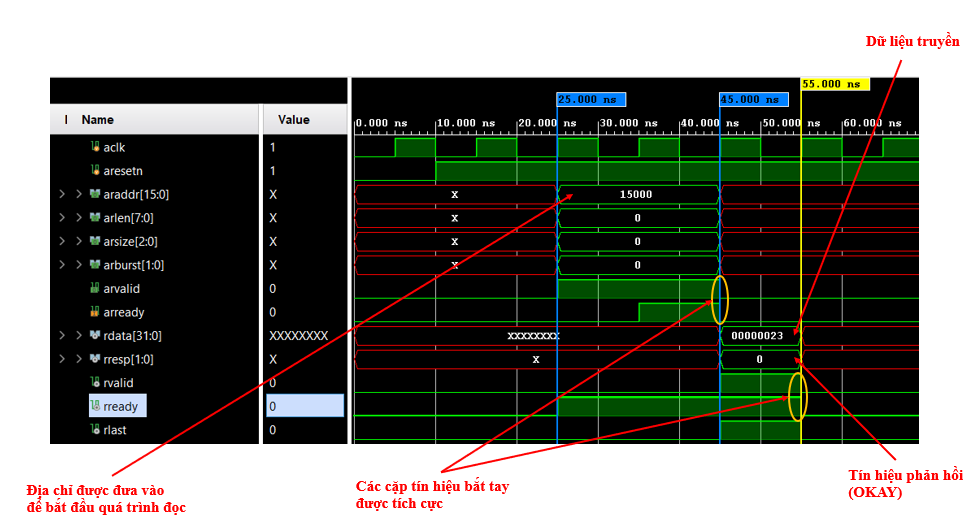 Dữ liệu truyền
55.000 ns
25.000 ns
45.000 ns
I Name Value
0.000 ns 10.000 ns 20.000 ns 30.000 ns 40.000 ns 50.000 ns 60.000 ns
aclk 1
aresetn 1
araddr[15:0] X X 15000
arlen[7:0] X X 0
arsize[2:0] X X 0
arburst[1:0] X X 0
arvalid 0
arready 0
rdata[31:0] XXXXXXXX XXXXXXXX 00000023
rresp[1:0] X X 0
rvalid 0
rready 0
rlast 0
Địa chỉ được đưa vào
để bắt đầu quá trình đọc
Các cặp tín hiệu bắt tay
được tích cực
Tín hiệu phản hồi
(OKAY)